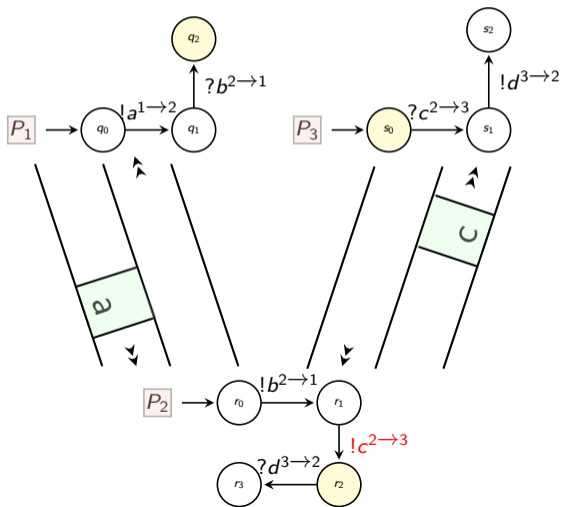 q₂
s₂
?b²→¹
!d³→²
P₁
q₀
!a¹→²
q₁
P₃
s₀
?c²→³
s₁
a
c
P₂
r₀
!b²→¹
r₁
!c²→³
r₃
?d³→²
r₂